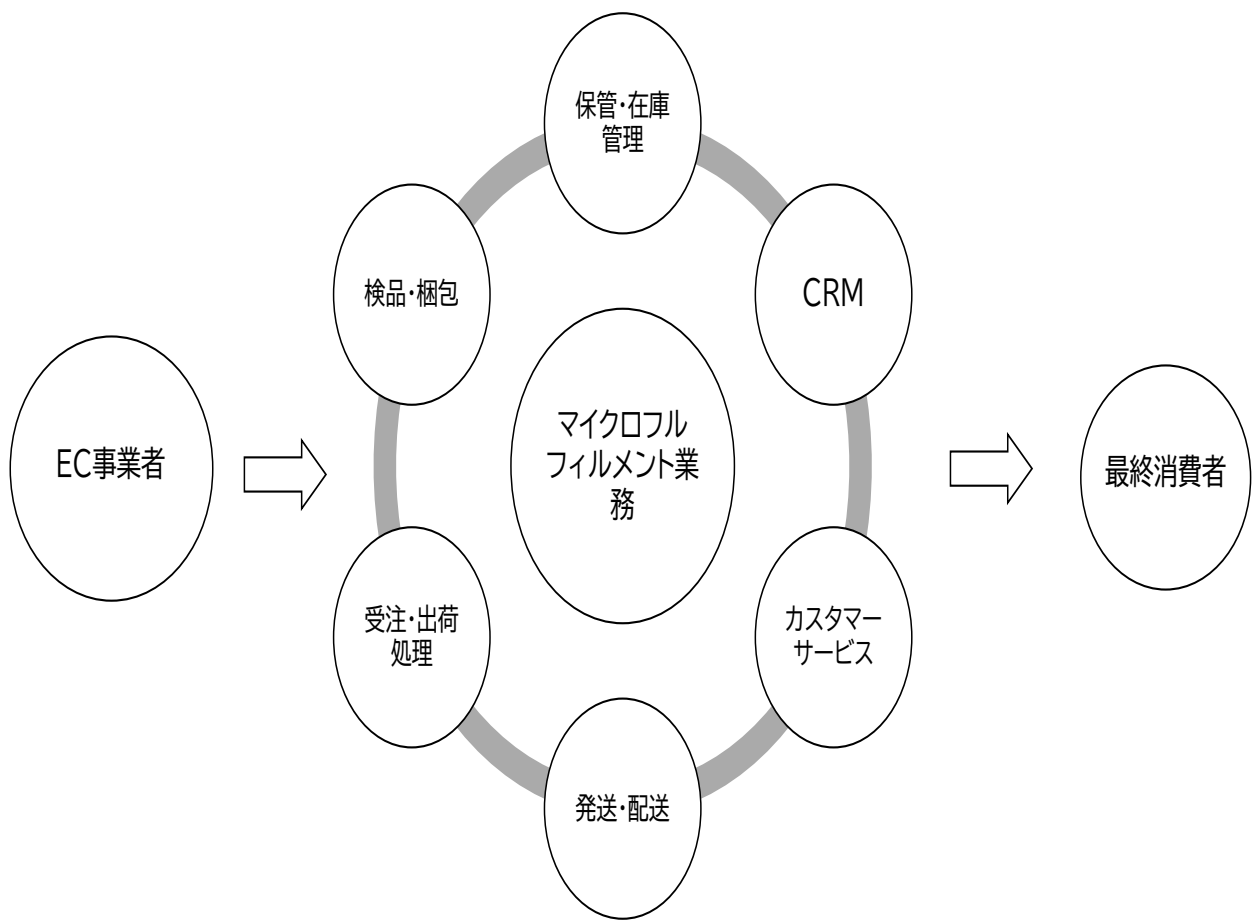 保管・在庫
管理
検品・梱包
CRM
EC事業者
マイクロフル
フィルメント業
務
最終消費者
受注・出荷
処理
カスタマー
サービス
発送・配送